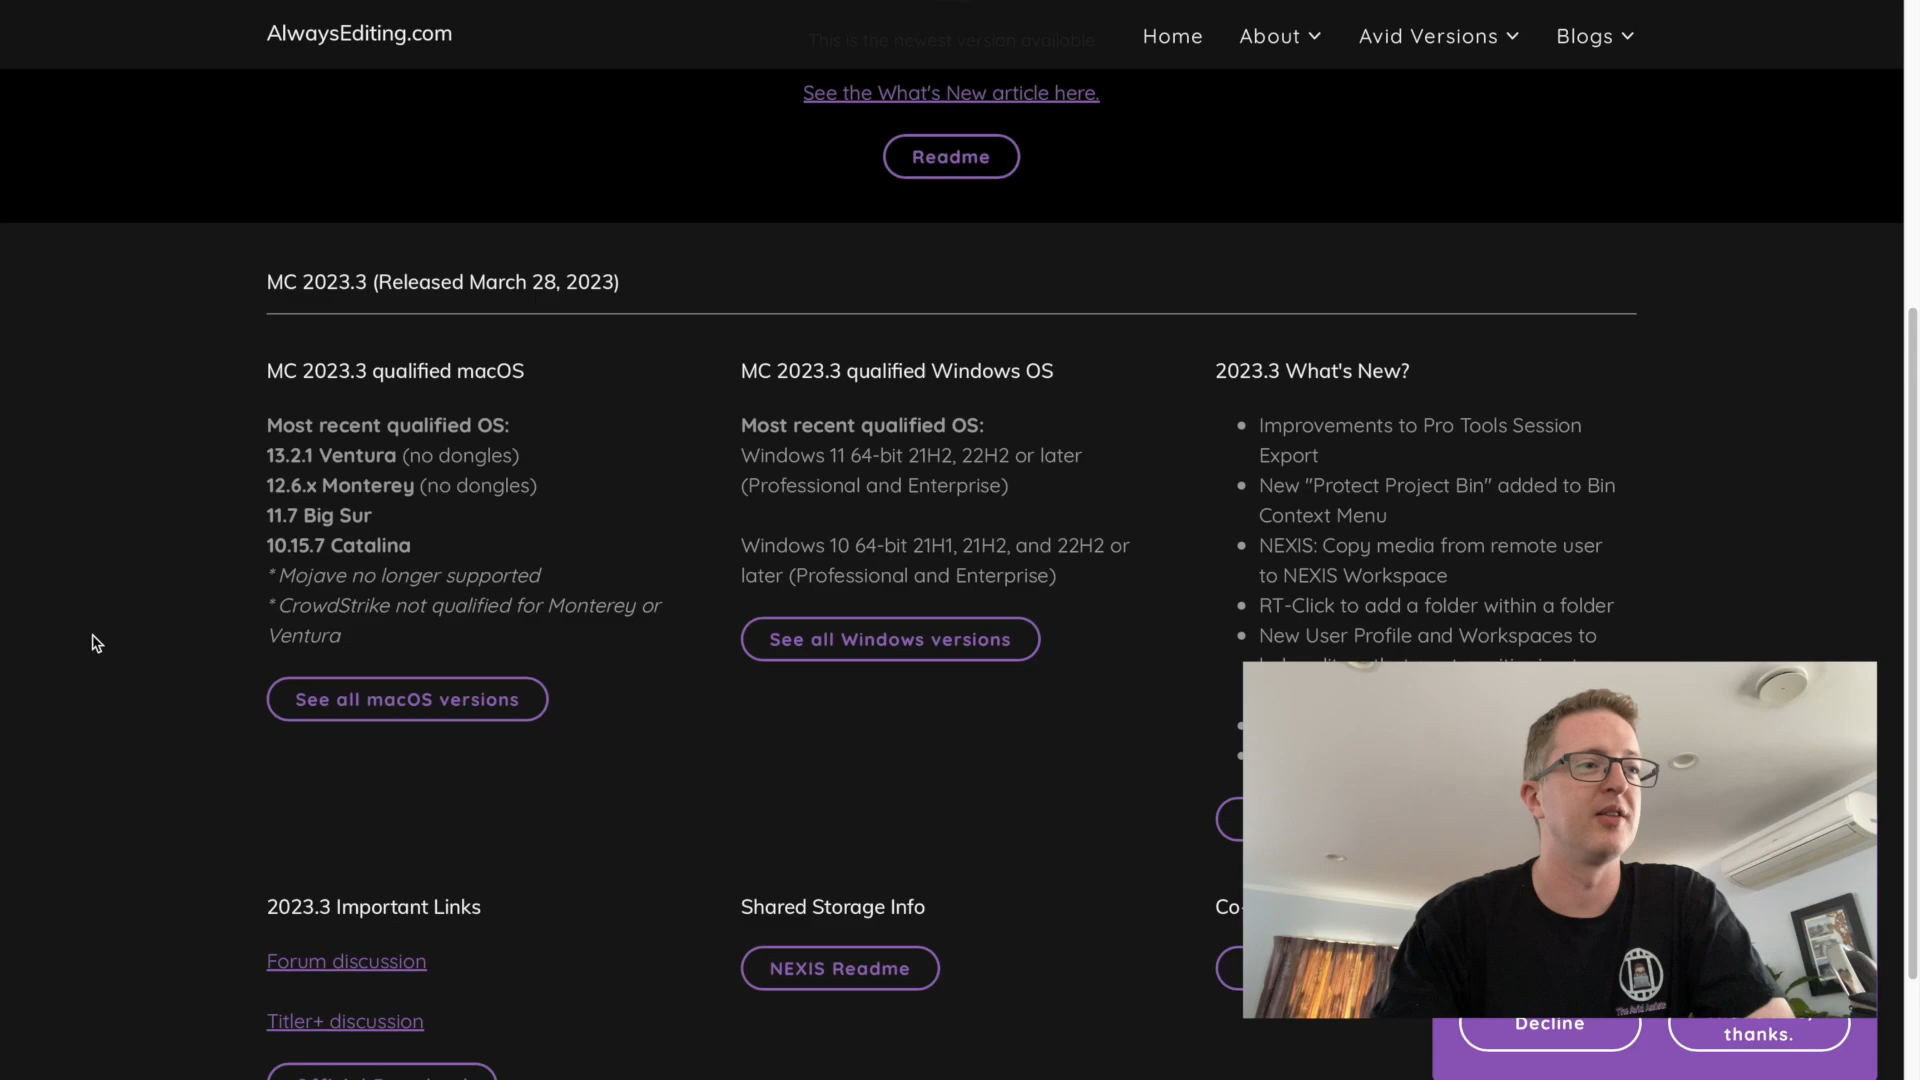 AlwaysEditing.com
This is the newest version available
Home
About
Avid Versions
Blogs
See the What's New article here.
Readme
MC 2023.3 (Released March 28, 2023)
MC 2023.3 qualified macOS
Most recent qualified OS:
13.2.1 Ventura (no dongles)
12.6.x Monterey (no dongles)
11.7 Big Sur
10.15.7 Catalina
* Mojave no longer supported
* CrowdStrike not qualified for Monterey or
Ventura
See all macOS versions
MC 2023.3 qualified Windows OS
Most recent qualified OS:
Windows 11 64-bit 21H2, 22H2 or later
(Professional and Enterprise)
Windows 10 64-bit 21H1, 21H2, and 22H2 or
later (Professional and Enterprise)
See all Windows versions
2023.3 What's New?
• Improvements to Pro Tools Session
Export
• New "Protect Project Bin" added to Bin
Context Menu
• NEXIS: Copy media from remote user
to NEXIS Workspace
• RT-Click to add a folder within a folder
• New User Profile and Workspaces to
2023.3 Important Links
Forum discussion
Titler+ discussion
Shared Storage Info
NEXIS Readme
Co-
Decline
thanks.